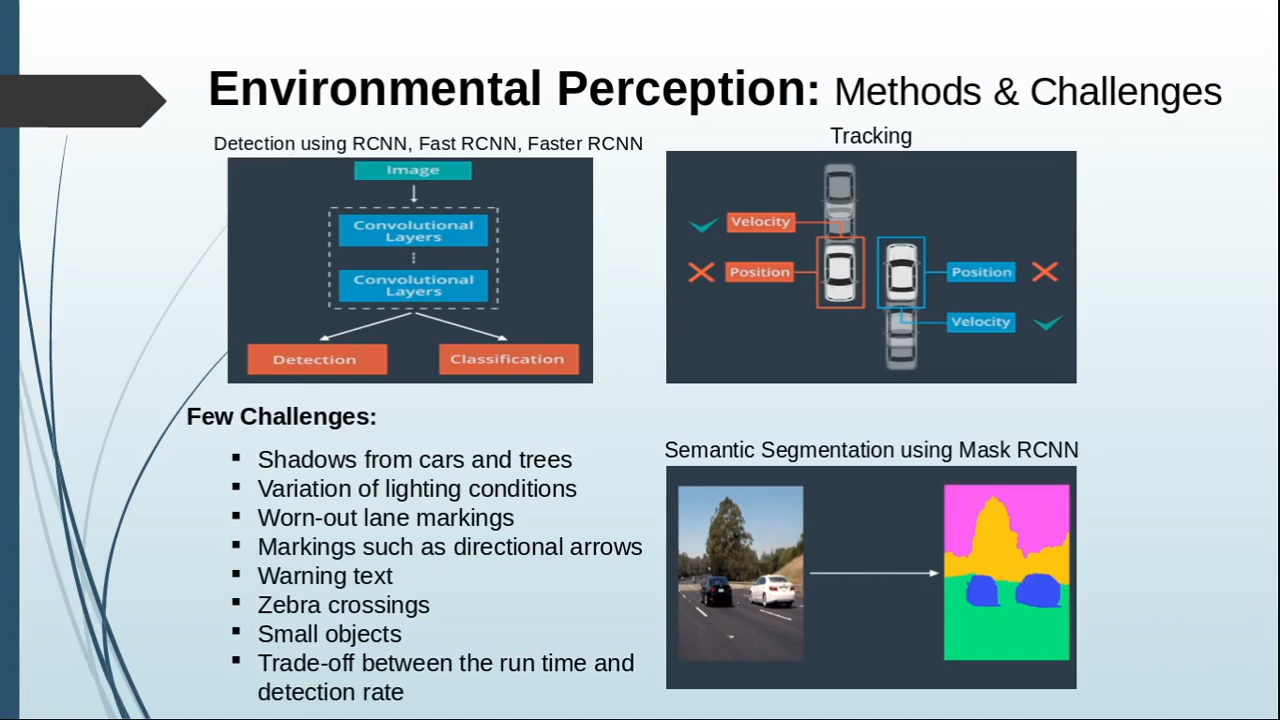 Environmental Perception: Methods & Challenges
Detection using RCNN, Fast RCNN, Faster RCNN
Image
Convolutional
Layers
Convolutional
Layers
Detection
Classification
Tracking
Velocity
Position
Position
Velocity
Few Challenges:
Shadows from cars and trees
Variation of lighting conditions
Worn-out lane markings
Markings such as directional arrows
Warning text
Zebra crossings
Small objects
Trade-off between the run time and
detection rate
Semantic Segmentation using Mask RCNN